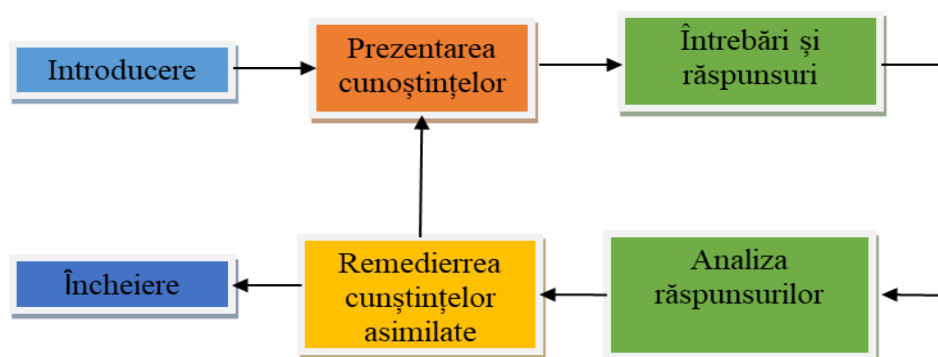 Introducere
Prezentarea
cunoștințelor
Întrebări și
răspunsuri
Analiza
răspunsurilor
Remedierrea
cunștințelor
asimilate
Încheiere